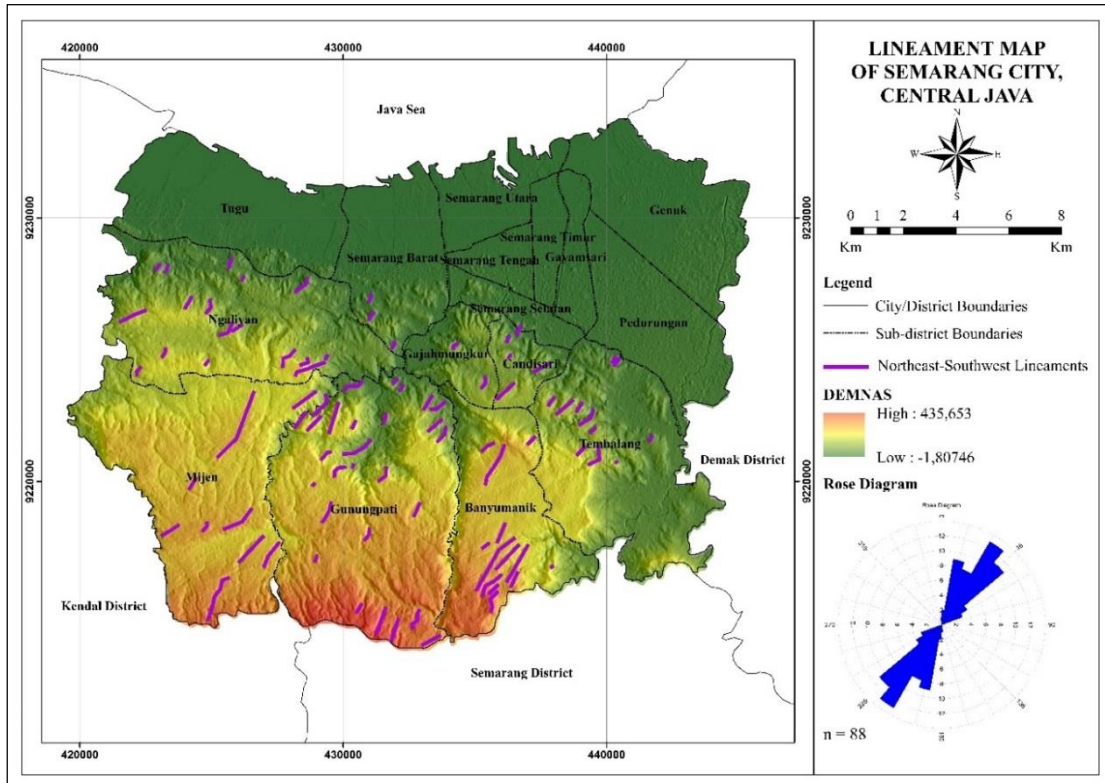 420000
430000
440000
Java Sea
9230000
9230000
Tugu
Semarang Utara
Genuk
Semarang Timur
Semarang Barat
Semarang Tengah
Gayamsari
Semarang Selatan
Ngaliyan
Pedurungan
Gajahmungkur
Candisari
Tembalang
Demak District
Mijen
9220000
9220000
Gunungpati
Banyumanik
Kendal District
Semarang District
420000
430000
440000
LINEAMENT MAP
OF SEMARANG CITY,
CENTRAL JAVA
N
W
S
0 1 2 4 6 8
Km
Km
Legend
City/District Boundaries
Sub-district Boundaries
Northeast-Southwest Lineaments
DEMNAS
High : 435,653
Low : -1,80746
Rose Diagram
Rose Diagram
n = 88